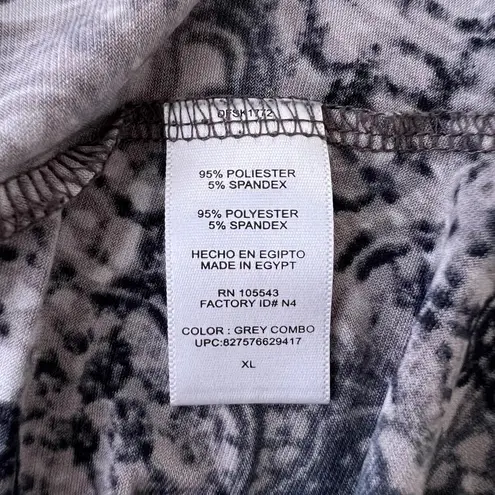 DFSK1772
95% POLIESTER
5% SPANDEX
95% POLYESTER
5% SPANDEX
HECHO EN EGIPTO
MADE IN EGYPT
RN 105543
FACTORY ID# N4
COLOR : GREY COMBO
UPC:827576629417
XL